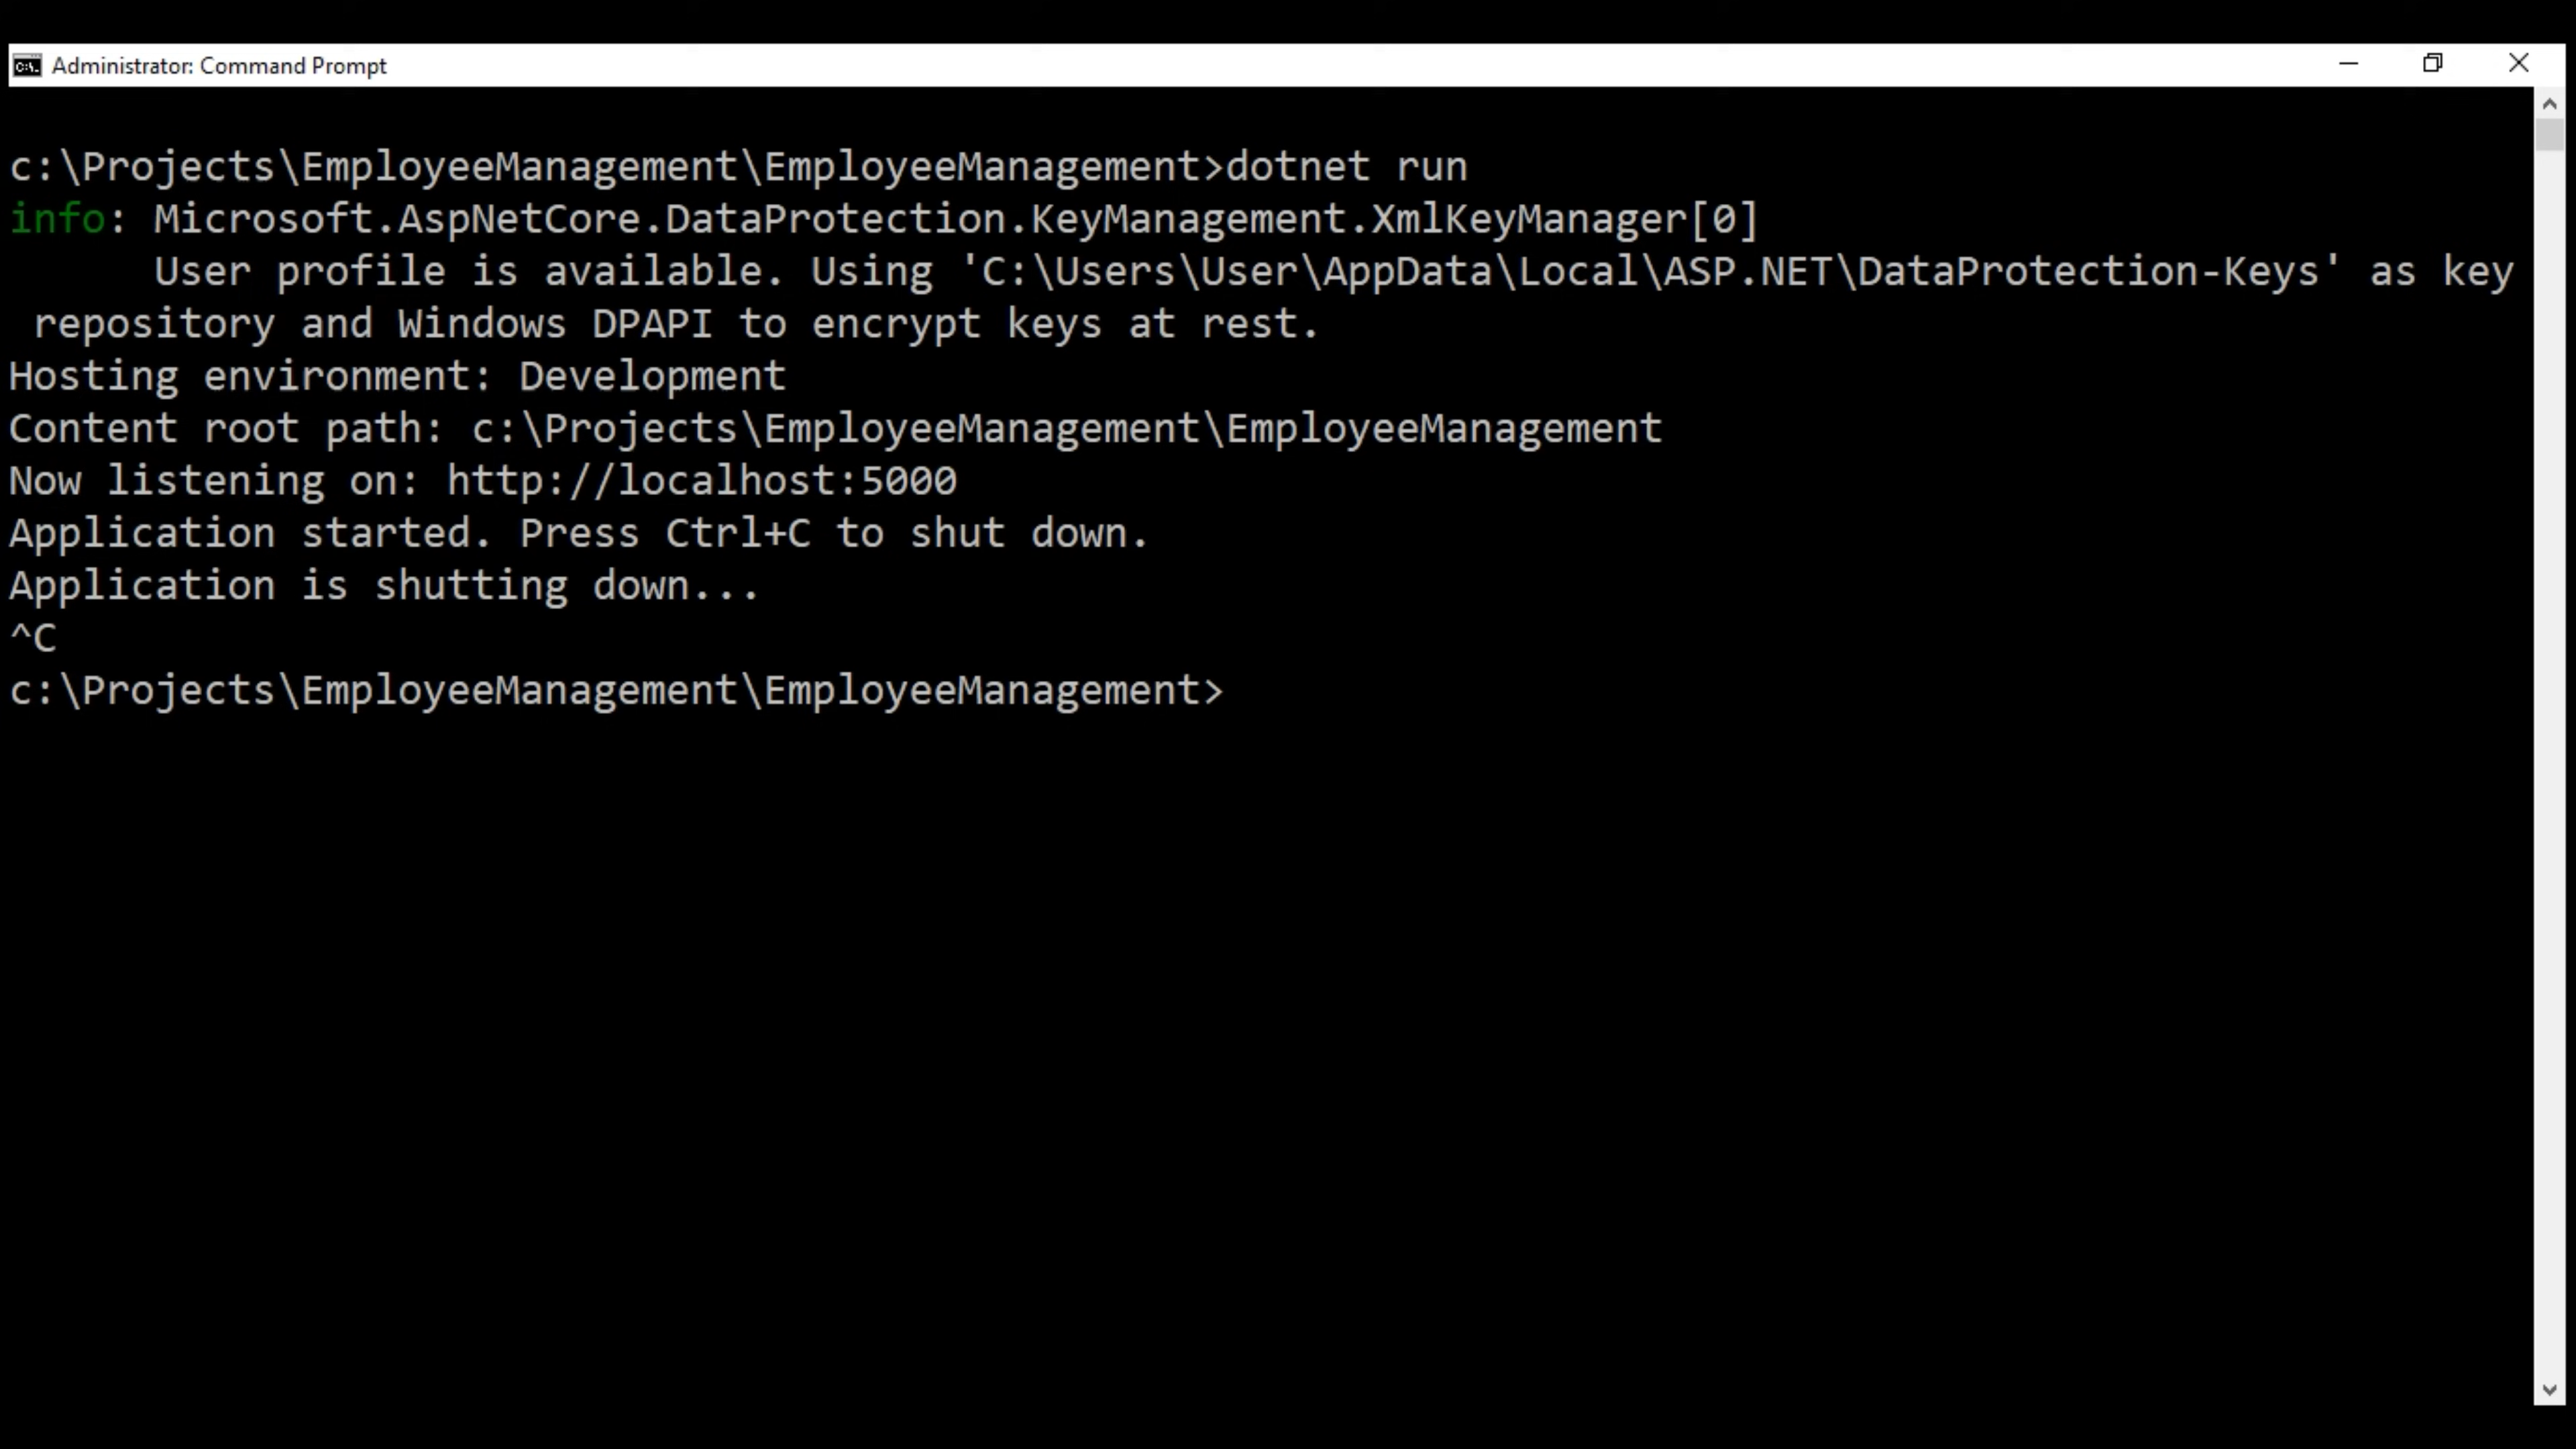 Administrator: Command Prompt
c:\Projects\EmployeeManagement\EmployeeManagement>dotnet run
info: Microsoft.AspNetCore.DataProtection.KeyManagement.XmlKeyManager[0]
      User profile is available. Using 'C:\Users\User\AppData\Local\ASP.NET\DataProtection-Keys' as key
 repository and Windows DPAPI to encrypt keys at rest.
Hosting environment: Development
Content root path: c:\Projects\EmployeeManagement\EmployeeManagement
Now listening on: http://localhost:5000
Application started. Press Ctrl+C to shut down.
Application is shutting down...
^C
c:\Projects\EmployeeManagement\EmployeeManagement>